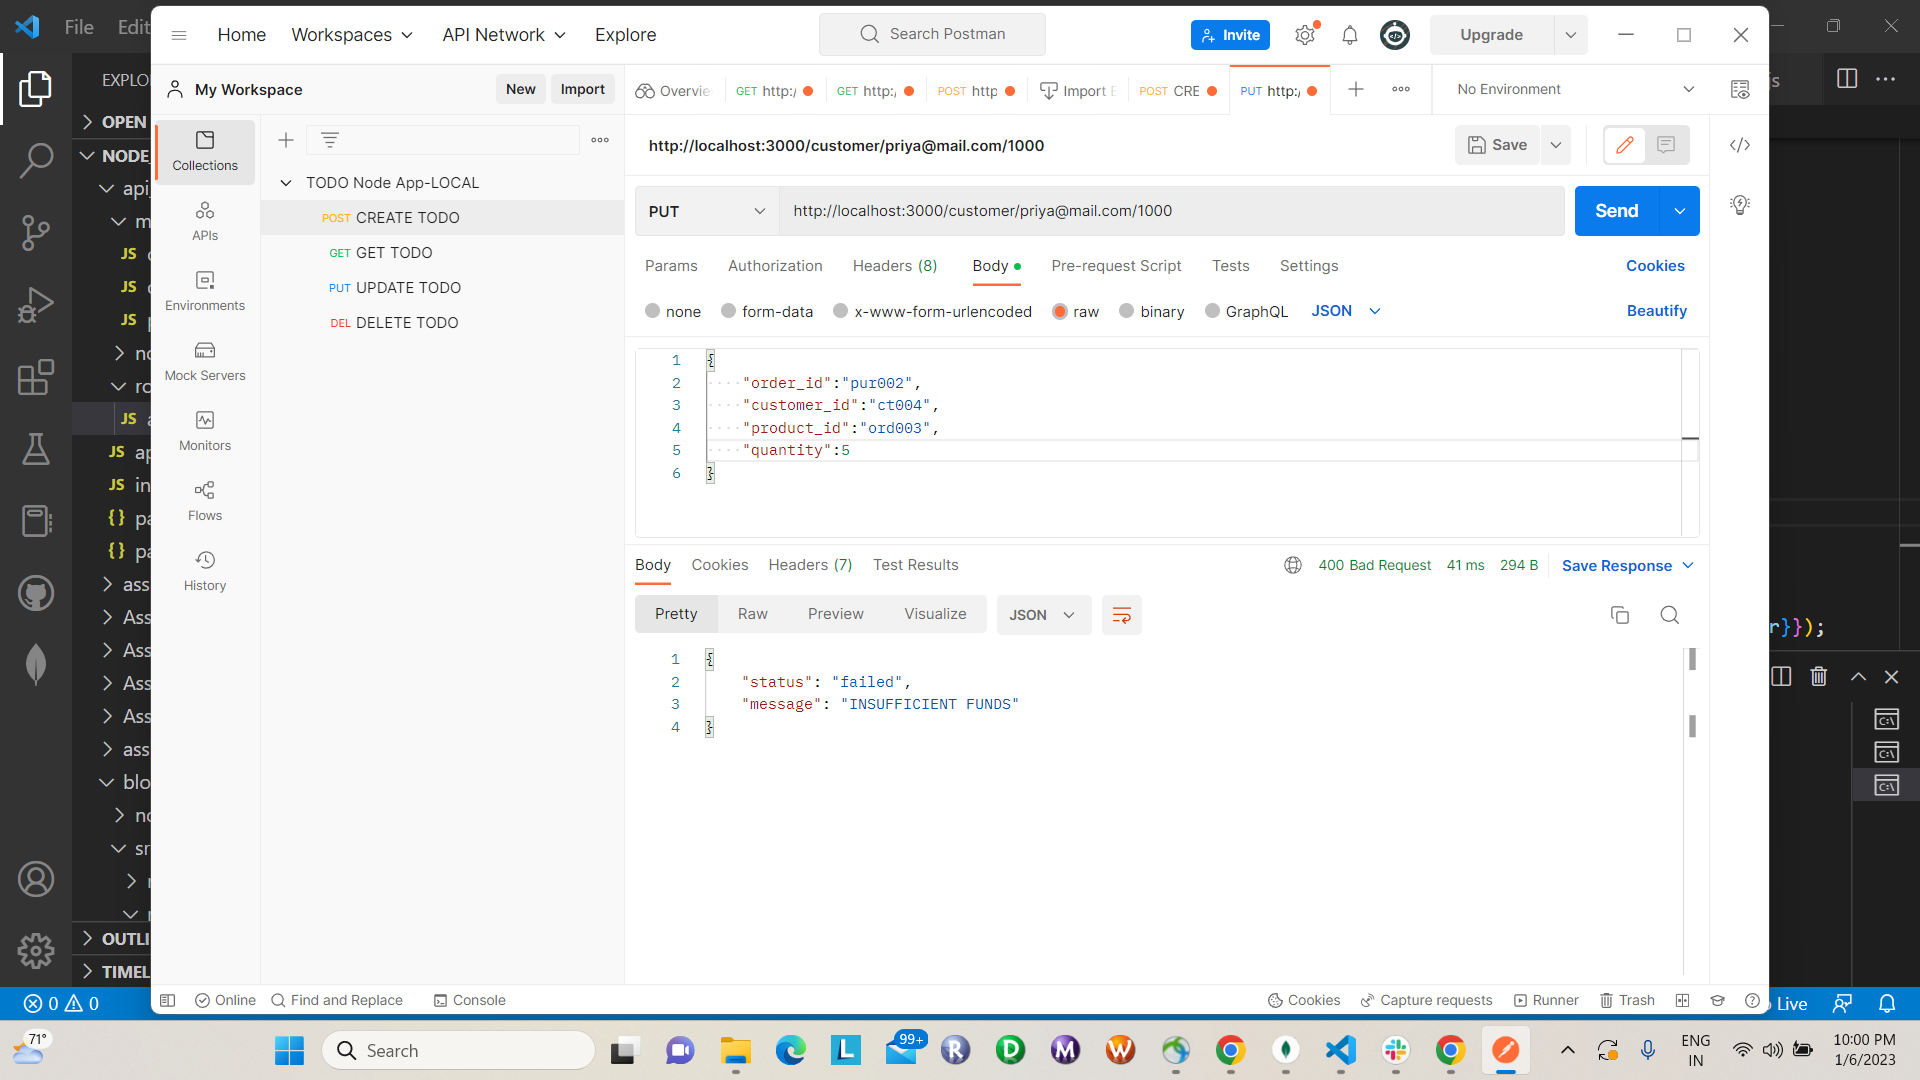 File Edit
Home Workspaces API Network Explore
Search Postman
Invite
Upgrade
My Workspace
New Import
Overvie
GET http:/
GET http:/
POST http
Import E
POST CRE
PUT http:/
No Environment
OPEN
NODE_
api_
JS
JS
JS
JS
JS ap
JS in
{} pa
{} pa
ass
Ass
Ass
Ass
Ass
ass
blo
OUTLI
TIMEL
0 0
Collections
APIs
Environments
Mock Servers
Monitors
Flows
History
TODO Node App-LOCAL
POST CREATE TODO
GET GET TODO
PUT UPDATE TODO
DEL DELETE TODO
http://localhost:3000/customer/priya@mail.com/1000
Save
PUT
http://localhost:3000/customer/priya@mail.com/1000
Send
Params Authorization Headers (8) Body Pre-request Script Tests Settings
Cookies
none form-data x-www-form-urlencoded raw binary GraphQL JSON
Beautify
1 {
2 "order_id":"pur002",
3 "customer_id":"ct004",
4 "product_id":"ord003",
5 "quantity":5
6 }
Body Cookies Headers (7) Test Results
400 Bad Request 41 ms 294 B Save Response
Pretty Raw Preview Visualize JSON
1 {
2 "status": "failed",
3 "message": "INSUFFICIENT FUNDS"
4 }
r}});
Online Find and Replace Console
Cookies Capture requests Runner Trash
Live
71°
Search
99+
L
R
D
M
W
ENG
IN
10:00 PM
1/6/2023